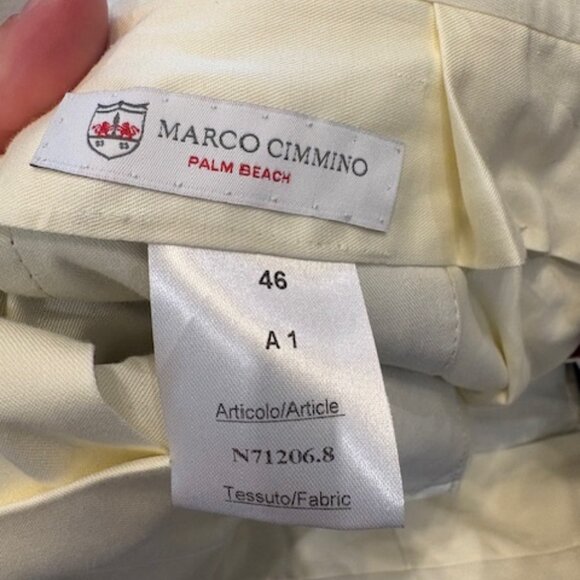 MARCO CIMMINO
PALM BEACH
46
A 1
Articolo/Article
N71206.8
Tessuto/Fabric